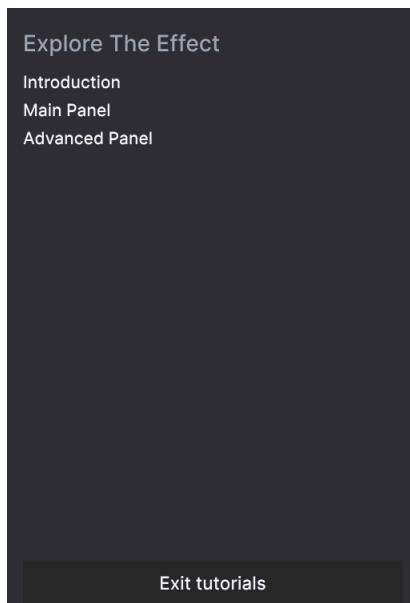 Explore The Effect
Introduction
Main Panel
Advanced Panel
Exit tutorials